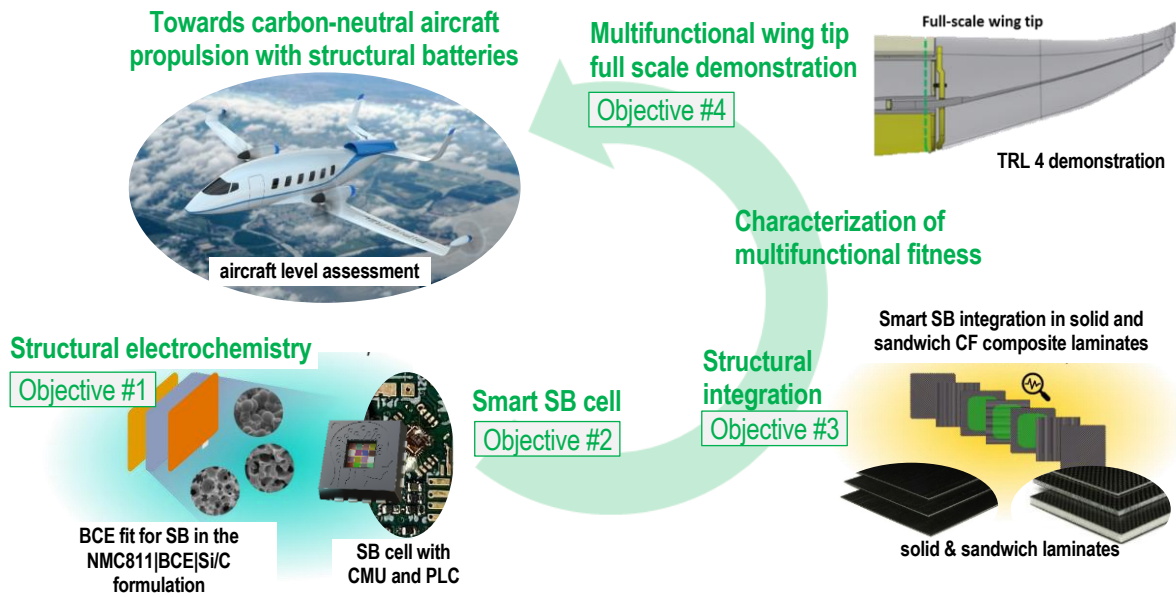 Towards carbon-neutral aircraft
propulsion with structural batteries
aircraft level assessment
Multifunctional wing tip
full scale demonstration
Objective #4
Full-scale wing tip
TRL 4 demonstration
Characterization of
multifunctional fitness
Structural electrochemistry
Objective #1
BCE fit for SB in the
NMC811|BCE|Si/C
formulation
SB cell with
CMU and PLC
Smart SB cell
Objective #2
Structural
integration
Objective #3
Smart SB integration in solid and
sandwich CF composite laminates
solid & sandwich laminates